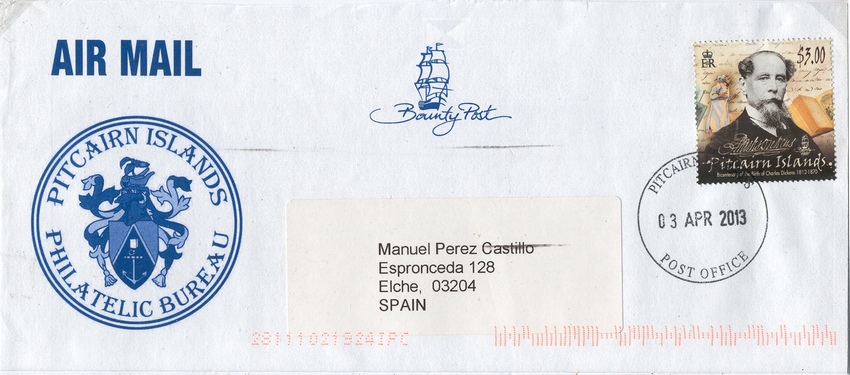 AIR MAIL
Bounty Post
$3.00
ER
Pitcairn Islands
Bicentenary of the Birth of Charles Dickens 1812-1870
PITCAIRN ISLANDS
PHILATELIC BUREAU
PITCAIRN
03 APR 2013
POST OFFICE
Manuel Perez Castillo
Espronceda 128
Elche, 03204
SPAIN
28111021924IPC